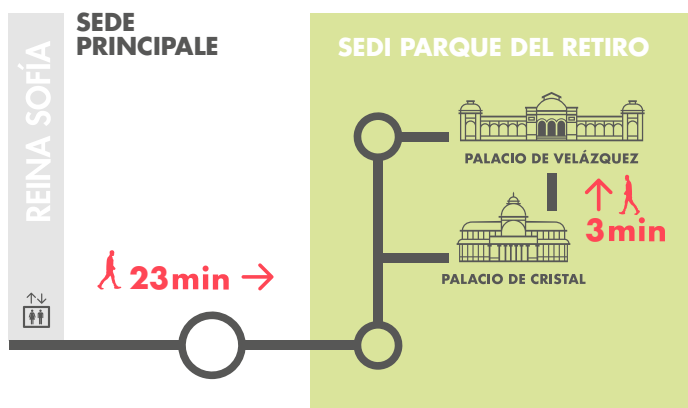 REINA SOFÍA
SEDE
PRINCIPALE
SEDI PARQUE DEL RETIRO
PALACIO DE VELÁZQUEZ
3min
PALACIO DE CRISTAL
23min